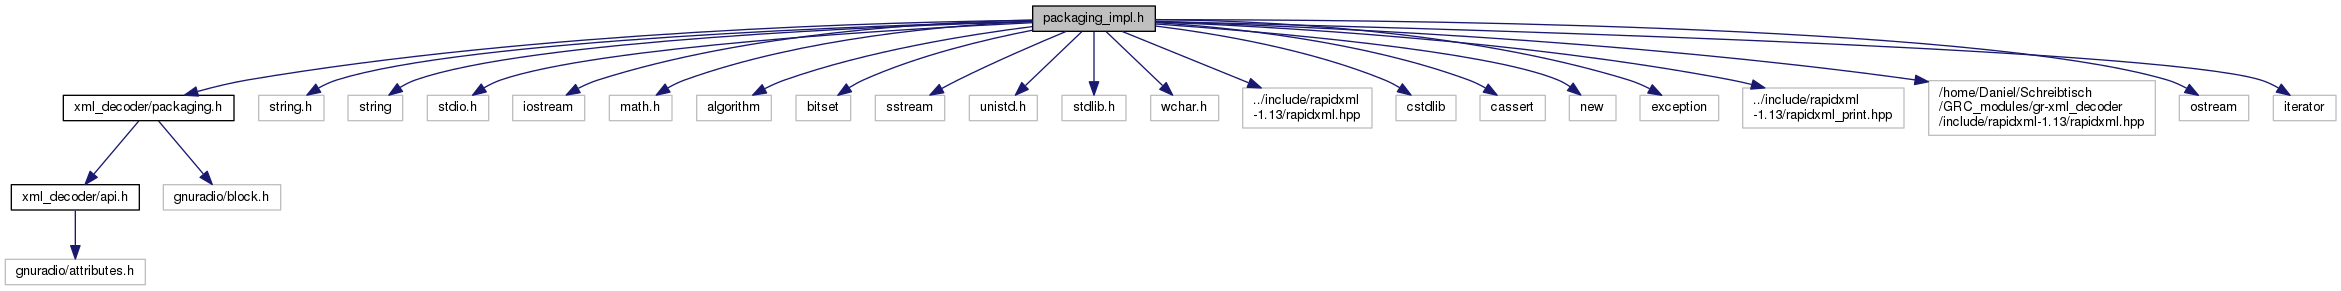 packaging_impl.h
xml_decoder/packaging.h
string.h
string
stdio.h
iostream
math.h
algorithm
bitset
sstream
unistd.h
stdlib.h
wchar.h
../include/rapidxml
-1.13/rapidxml.hpp
cstdlib
cassert
new
exception
../include/rapidxml
-1.13/rapidxml_print.hpp
/home/Daniel/Schreibtisch
/GRC_modules/gr-xml_decoder
/include/rapidxml-1.13/rapidxml.hpp
ostream
iterator
xml_decoder/api.h
gnuradio/block.h
gnuradio/attributes.h